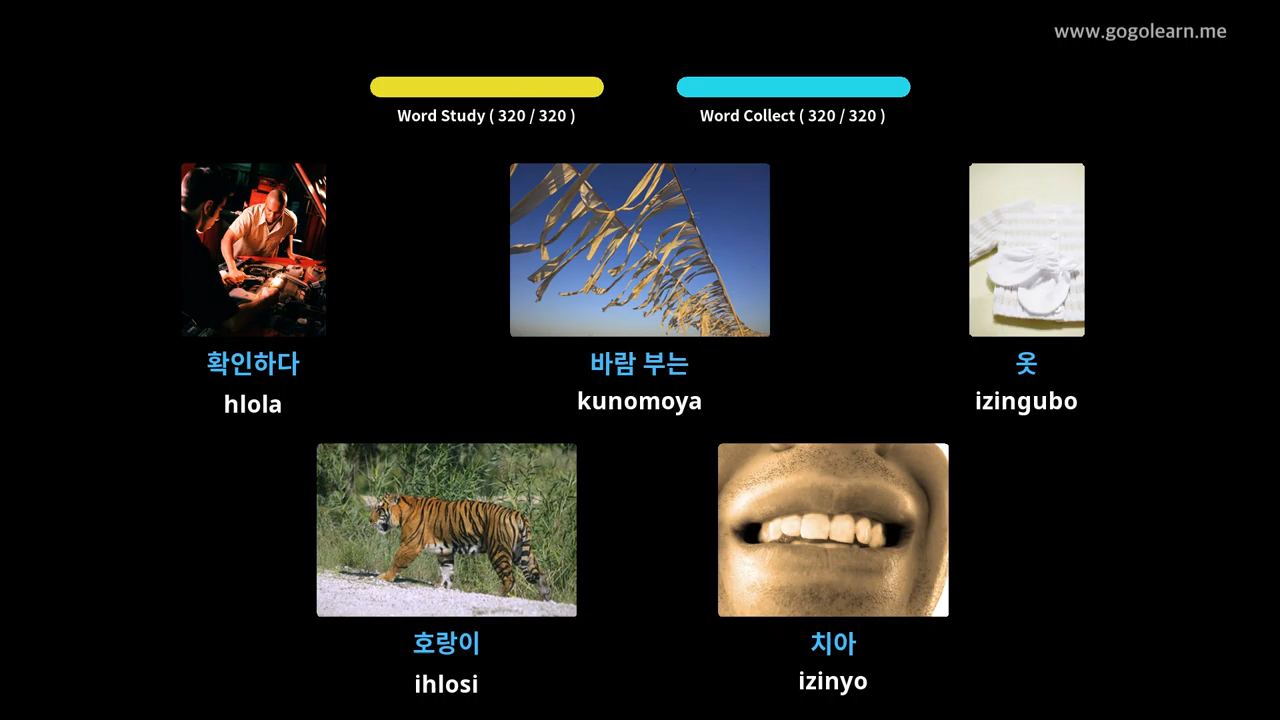 www.gogolearn.me
Word Study ( 320 / 320 )
Word Collect ( 320 / 320 )
확인하다
hlola
바람 부는
kunomoya
옷
izingubo
호랑이
ihlosi
치아
izinyo